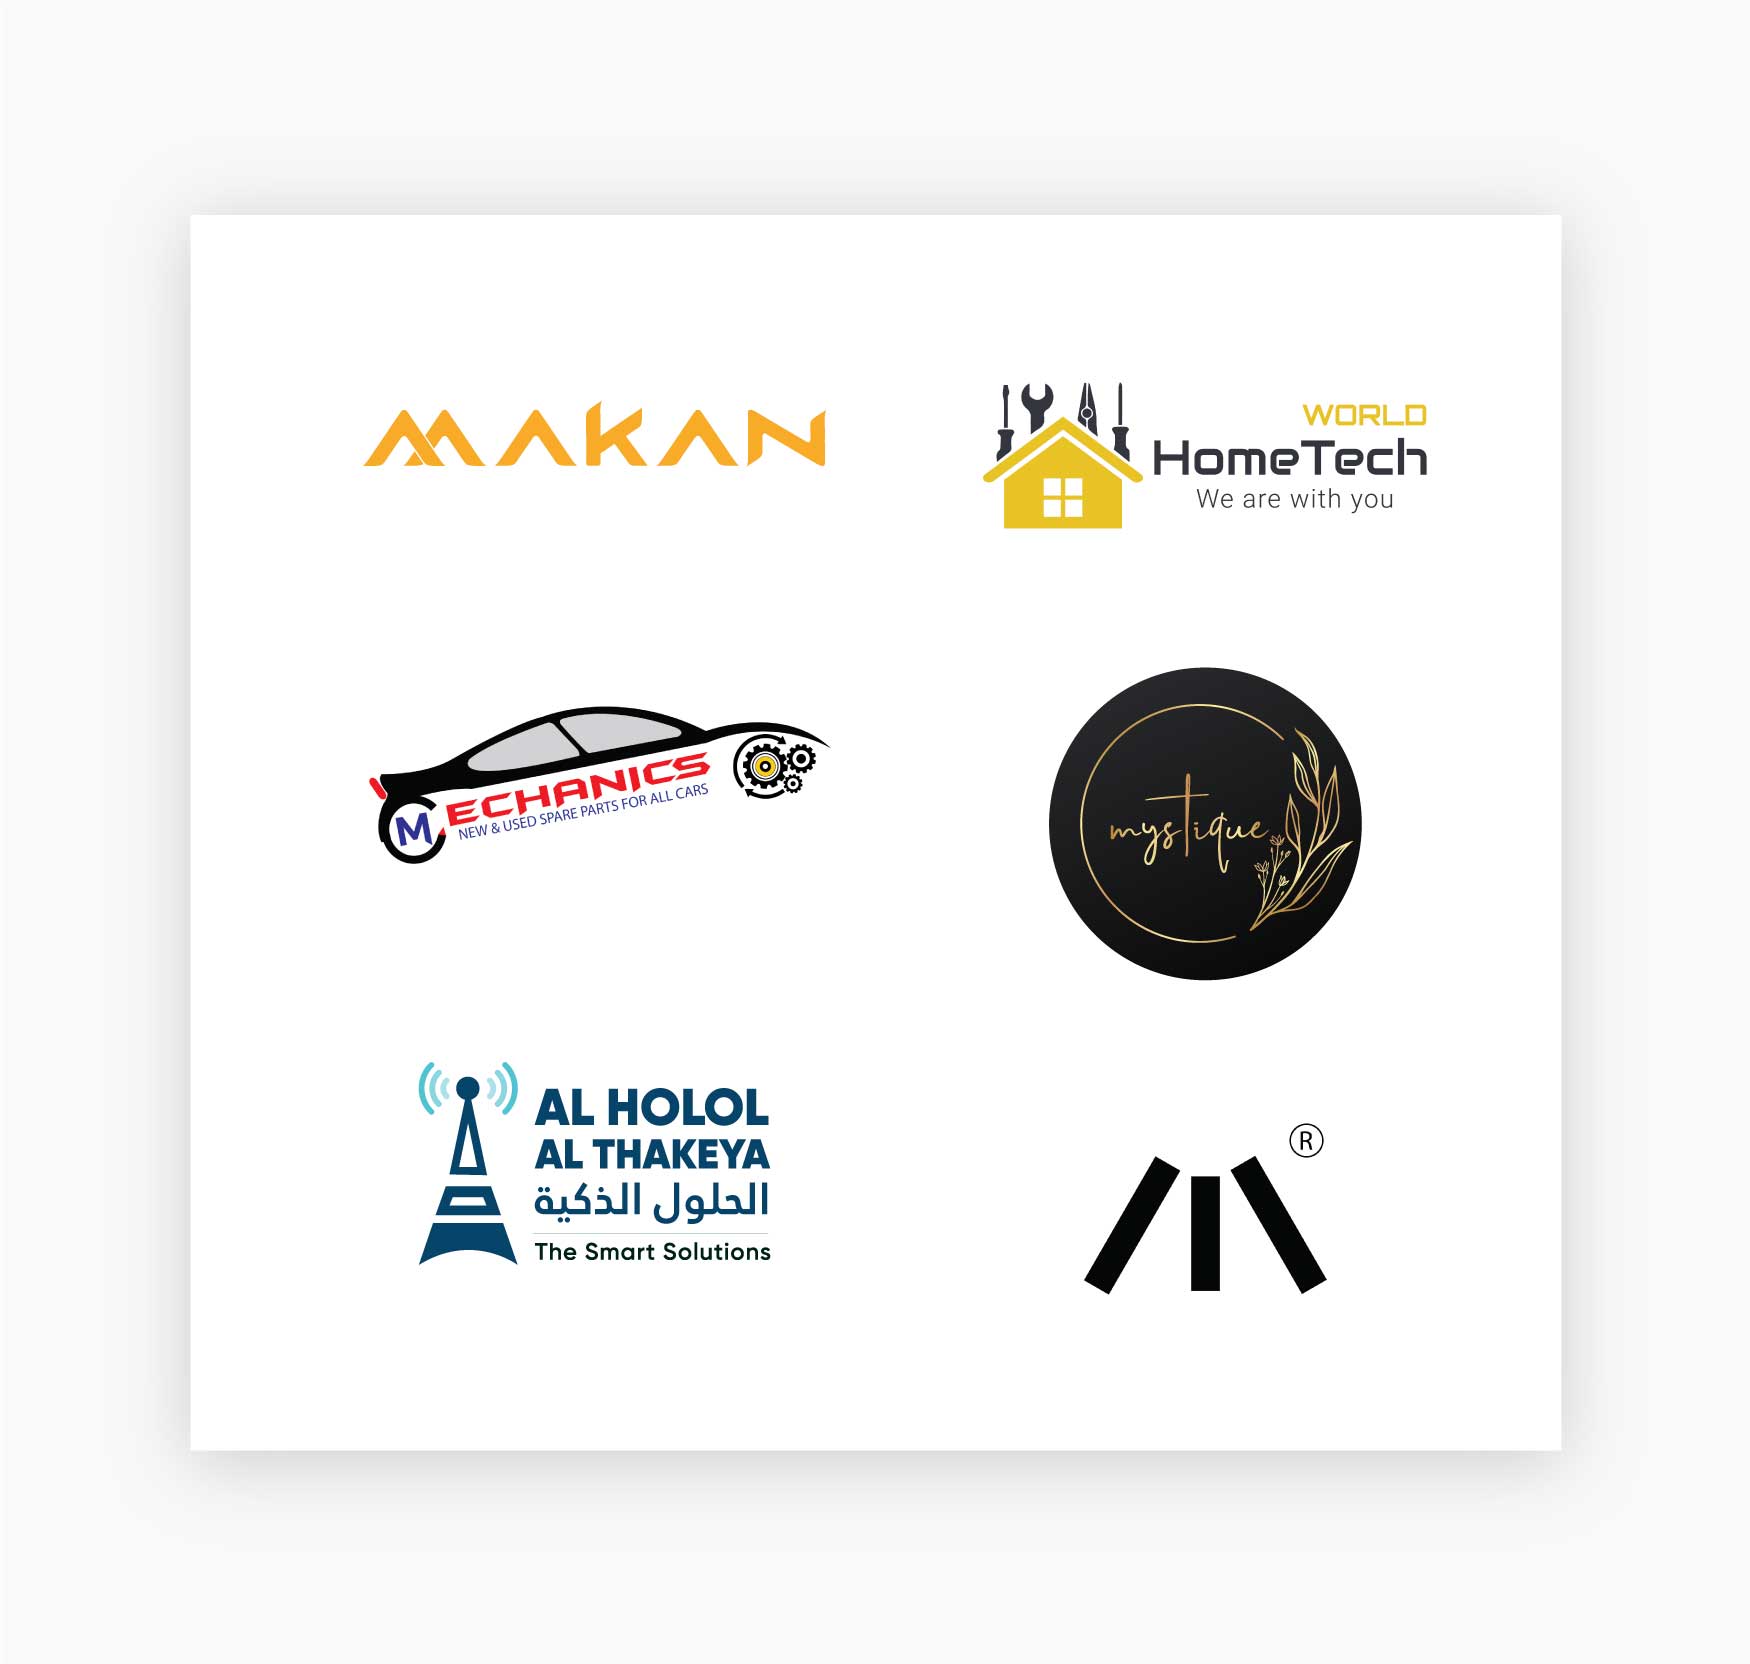 MAKAN
WORLD
HomeTech
We are with you
MECHANICS
NEW & USED SPARE PARTS FOR ALL CARS
mystique
AL HOLOL
AL THAKEYA
الحلول الذكية
The Smart Solutions
®